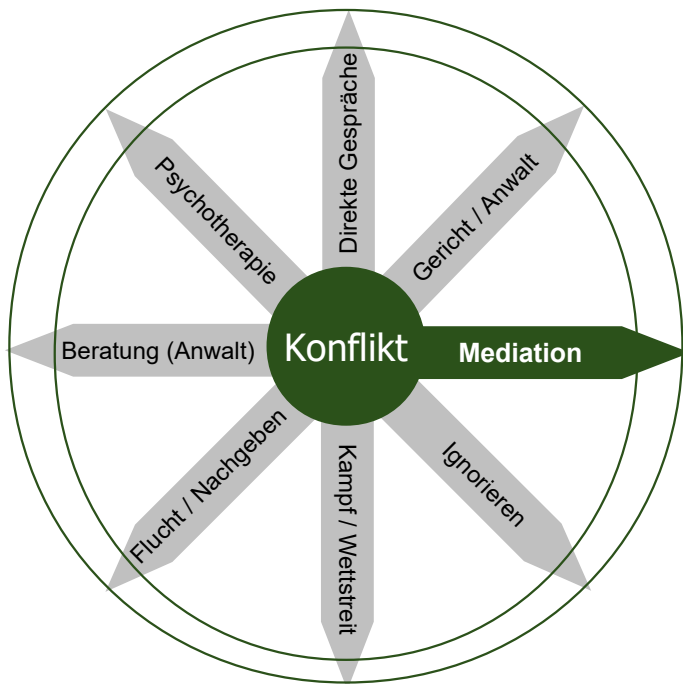 Direkte Gespräche
Gericht / Anwalt
Mediation
Ignorieren
Kampf / Wettstreit
Flucht / Nachgeben
Beratung (Anwalt)
Psychotherapie
Konflikt